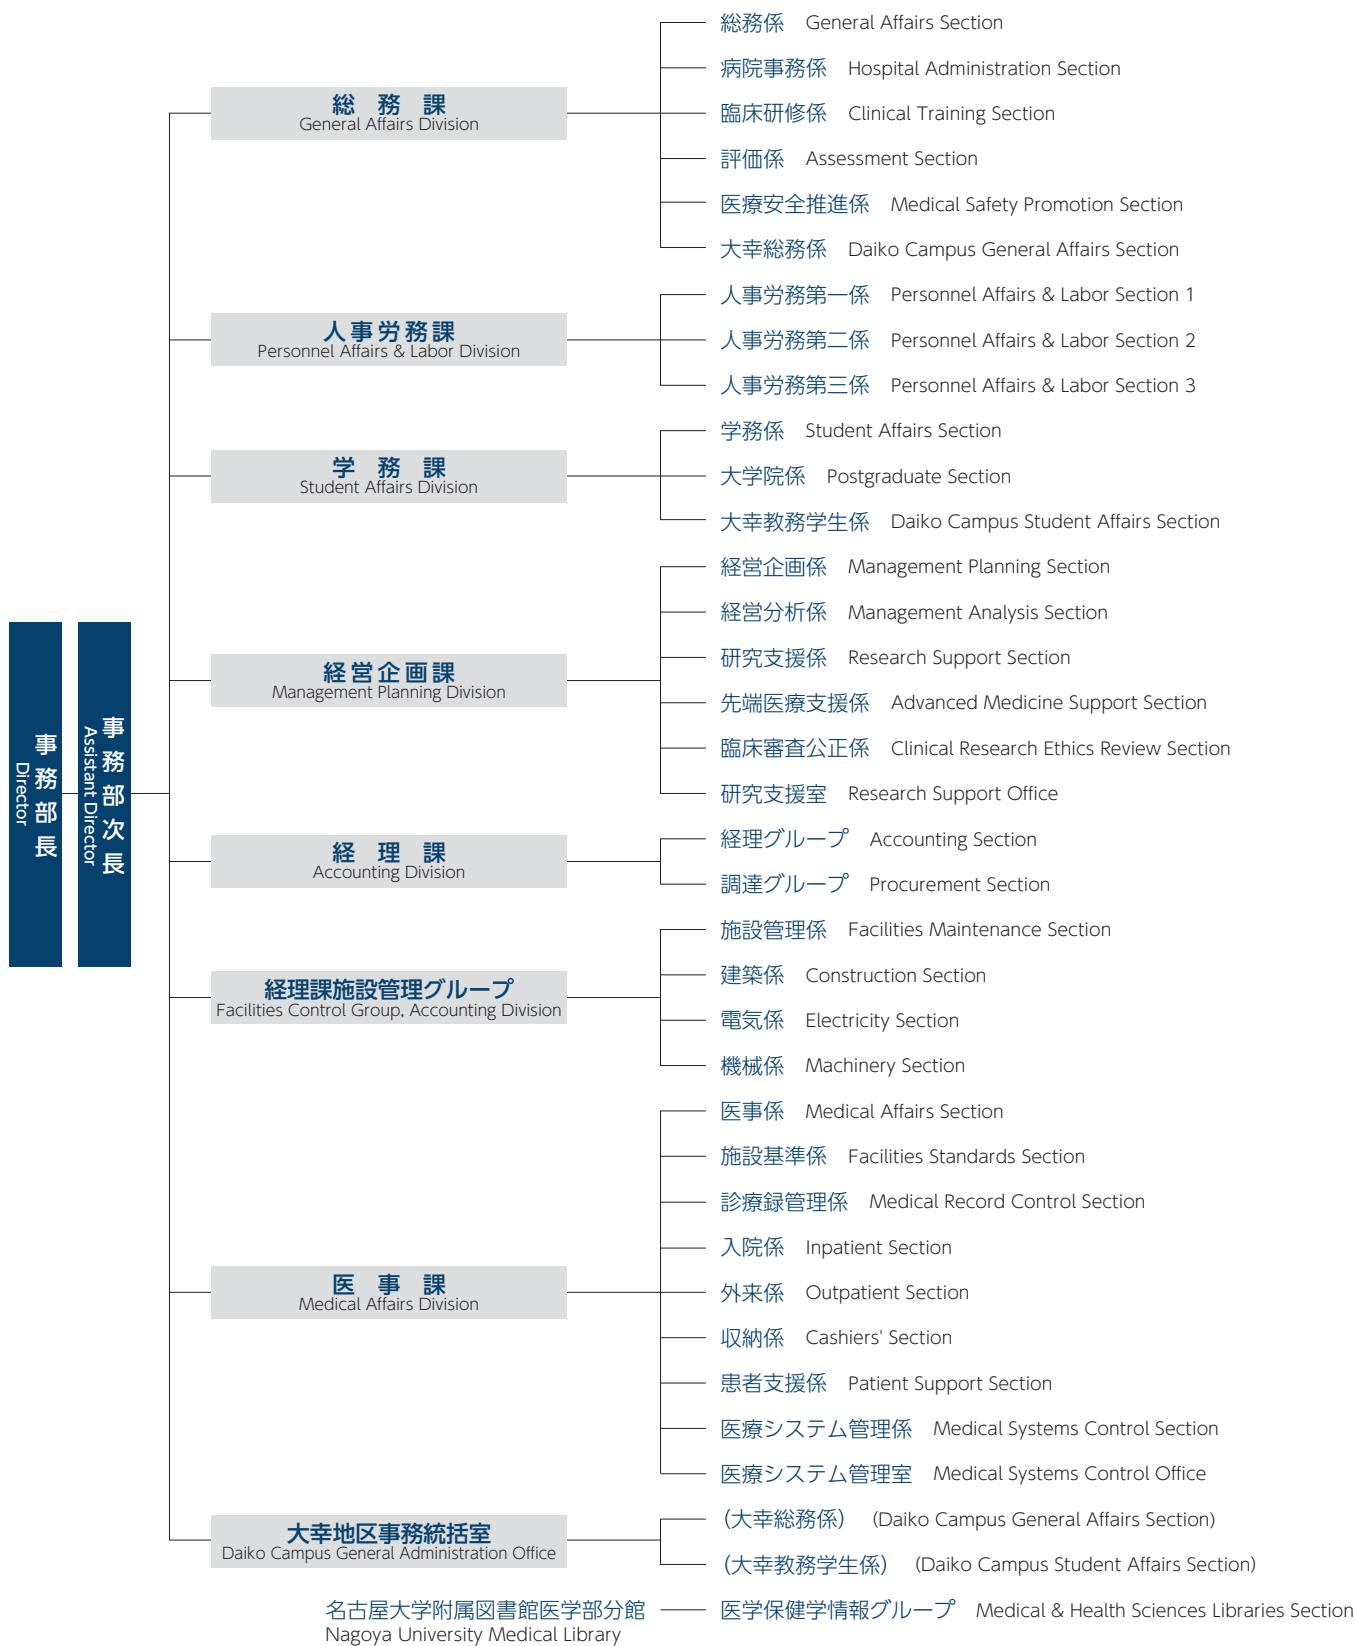 事務部長
Director
事務部次長
Assistant Director
総務課
General Affairs Division
総務係 General Affairs Section
病院事務係 Hospital Administration Section
臨床研修係 Clinical Training Section
評価係 Assessment Section
医療安全推進係 Medical Safety Promotion Section
大幸総務係 Daiko Campus General Affairs Section
人事労務課
Personnel Affairs & Labor Division
人事労務第一係 Personnel Affairs & Labor Section 1
人事労務第二係 Personnel Affairs & Labor Section 2
人事労務第三係 Personnel Affairs & Labor Section 3
学務課
Student Affairs Division
学務係 Student Affairs Section
大学院係 Postgraduate Section
大幸教務学生係 Daiko Campus Student Affairs Section
経営企画課
Management Planning Division
経営企画係 Management Planning Section
経営分析係 Management Analysis Section
研究支援係 Research Support Section
先端医療支援係 Advanced Medicine Support Section
臨床審査公正係 Clinical Research Ethics Review Section
研究支援室 Research Support Office
経理課
Accounting Division
経理グループ Accounting Section
調達グループ Procurement Section
経理課施設管理グループ
Facilities Control Group, Accounting Division
施設管理係 Facilities Maintenance Section
建築係 Construction Section
電気係 Electricity Section
機械係 Machinery Section
医事課
Medical Affairs Division
医事係 Medical Affairs Section
施設基準係 Facilities Standards Section
診療録管理係 Medical Record Control Section
入院係 Inpatient Section
外来係 Outpatient Section
収納係 Cashiers' Section
患者支援係 Patient Support Section
医療システム管理係 Medical Systems Control Section
医療システム管理室 Medical Systems Control Office
大幸地区事務統括室
Daiko Campus General Administration Office
(大幸総務係) (Daiko Campus General Affairs Section)
(大幸教務学生係) (Daiko Campus Student Affairs Section)
名古屋大学附属図書館医学部分館
Nagoya University Medical Library
医学保健学情報グループ Medical & Health Sciences Libraries Section